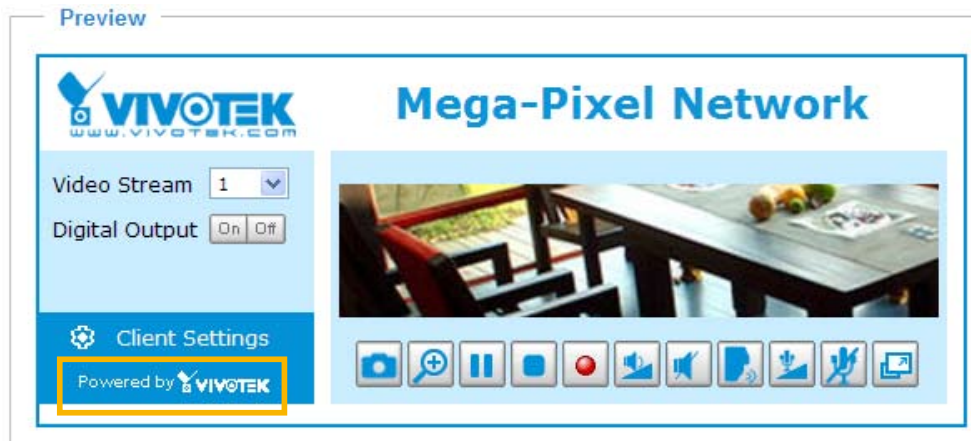 Preview
VIVOTEK
www.vivotek.com
Mega-Pixel Network
Video Stream 1
Digital Output On Off
Client Settings
Powered by VIVOTEK